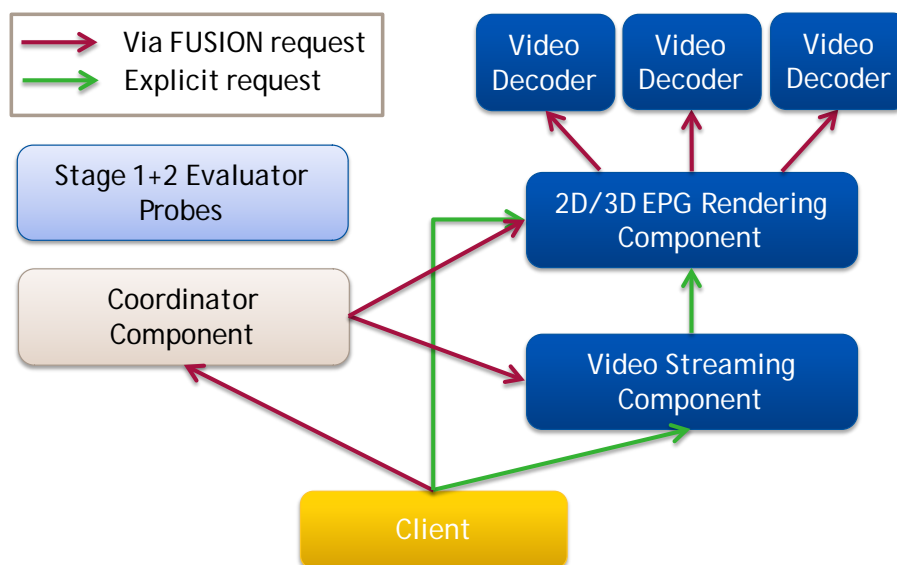 Via FUSION request
Explicit request
Video
Decoder
Video
Decoder
Video
Decoder
Stage 1+2 Evaluator
Probes
2D/3D EPG Rendering
Component
Coordinator
Component
Video Streaming
Component
Client